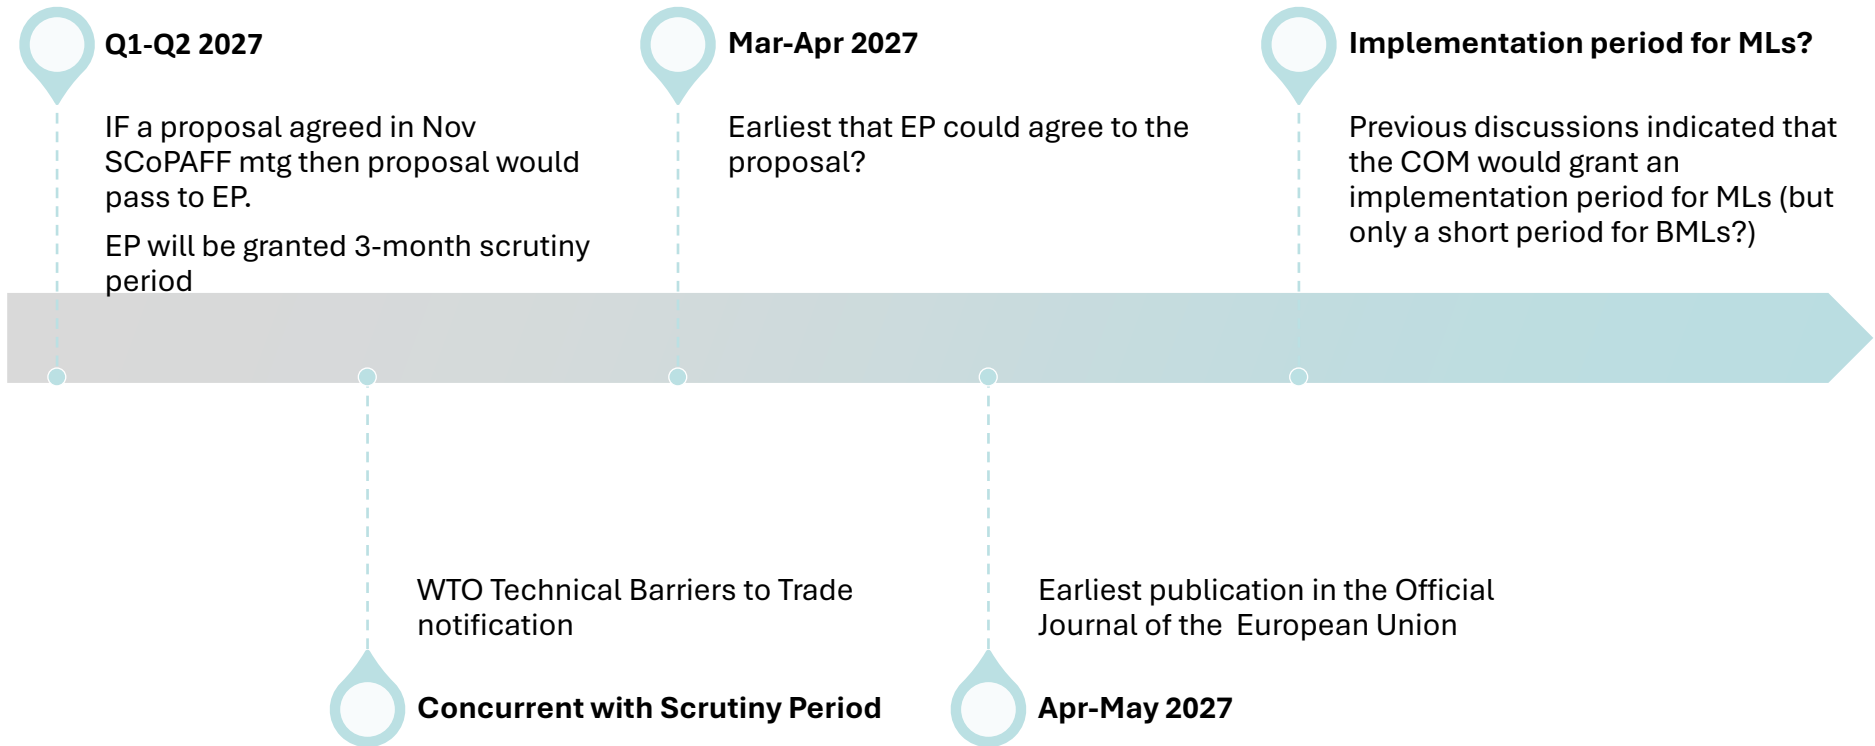 Q1-Q2 2027
IF a proposal agreed in Nov
SCoPAFF mtg then proposal would
pass to EP.
EP will be granted 3-month scrutiny
period
WTO Technical Barriers to Trade
notification
Concurrent with Scrutiny Period
Mar-Apr 2027
Earliest that EP could agree to the
proposal?
Earliest publication in the Official
Journal of the  European Union
Apr-May 2027
Implementation period for MLs?
Previous discussions indicated that
the COM would grant an
implementation period for MLs (but
only a short period for BMLs?)